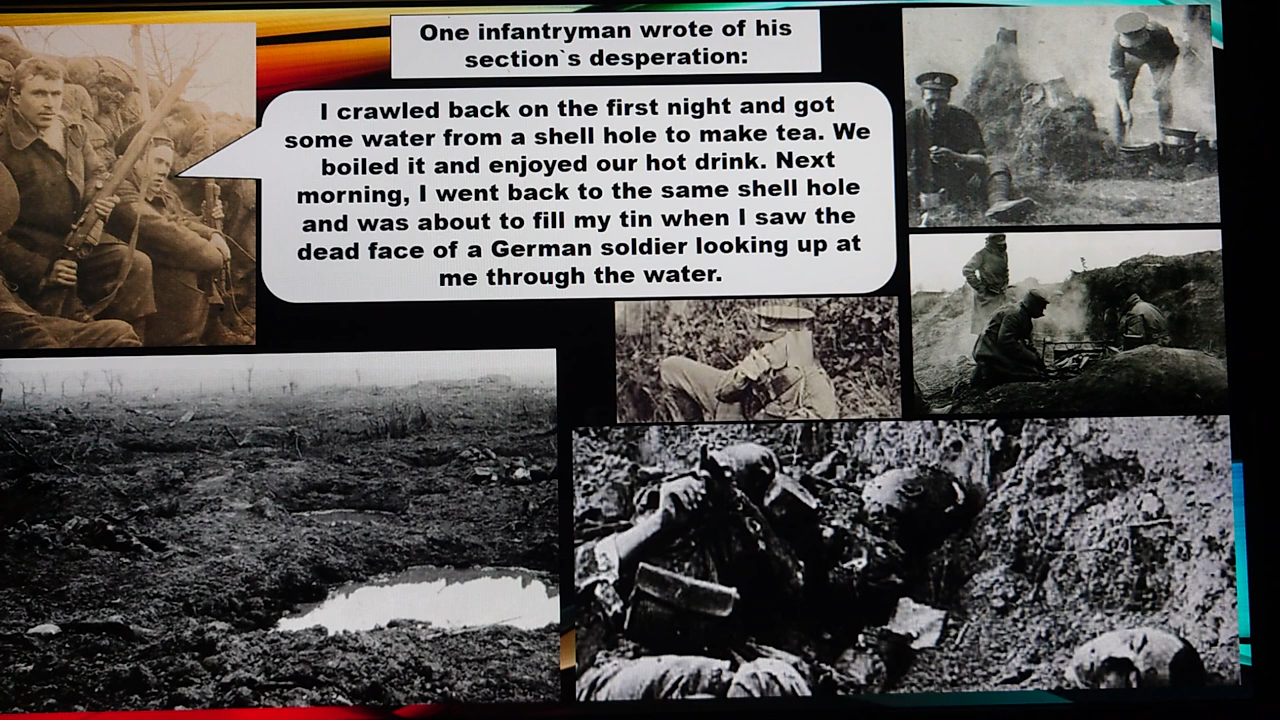 One infantryman wrote of his
section`s desperation:
I crawled back on the first night and got
some water from a shell hole to make tea. We
boiled it and enjoyed our hot drink. Next
morning, I went back to the same shell hole
and was about to fill my tin when I saw the
dead face of a German soldier looking up at
me through the water.